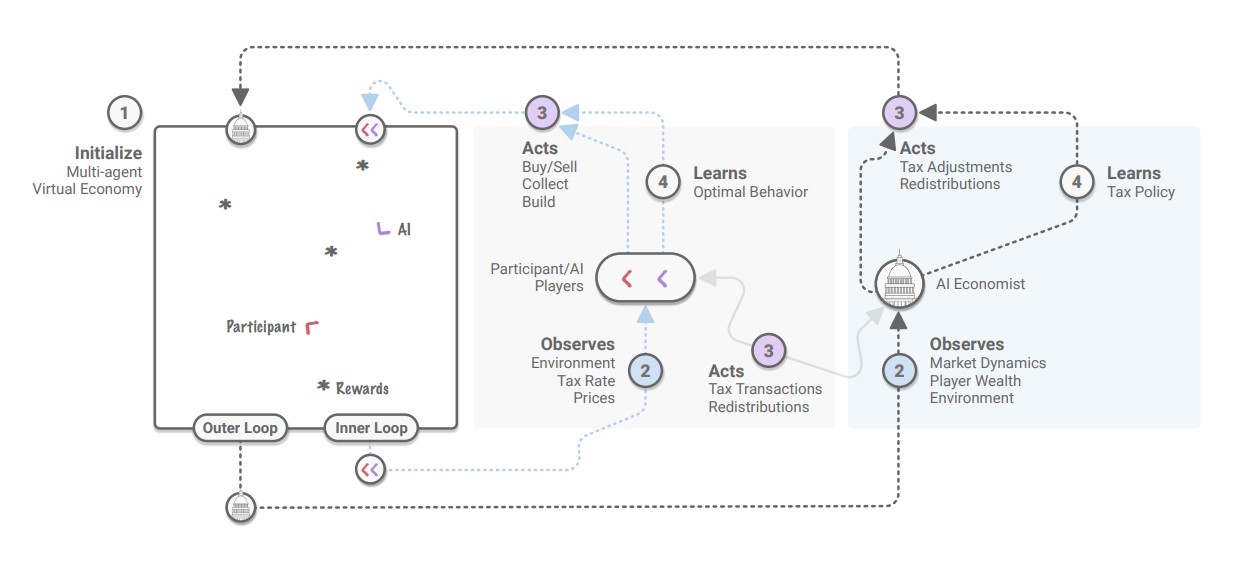 1
Initialize
Multi-agent
Virtual Economy
AI
Participant
Rewards
Outer Loop
Inner Loop
3
Acts
Buy/Sell
Collect
Build
4
Learns
Optimal Behavior
Participant/AI
Players
Observes
Environment
Tax Rate
Prices
2
3
Acts
Tax Transactions
Redistributions
3
Acts
Tax Adjustments
Redistributions
4
Learns
Tax Policy
AI Economist
2
Observes
Market Dynamics
Player Wealth
Environment